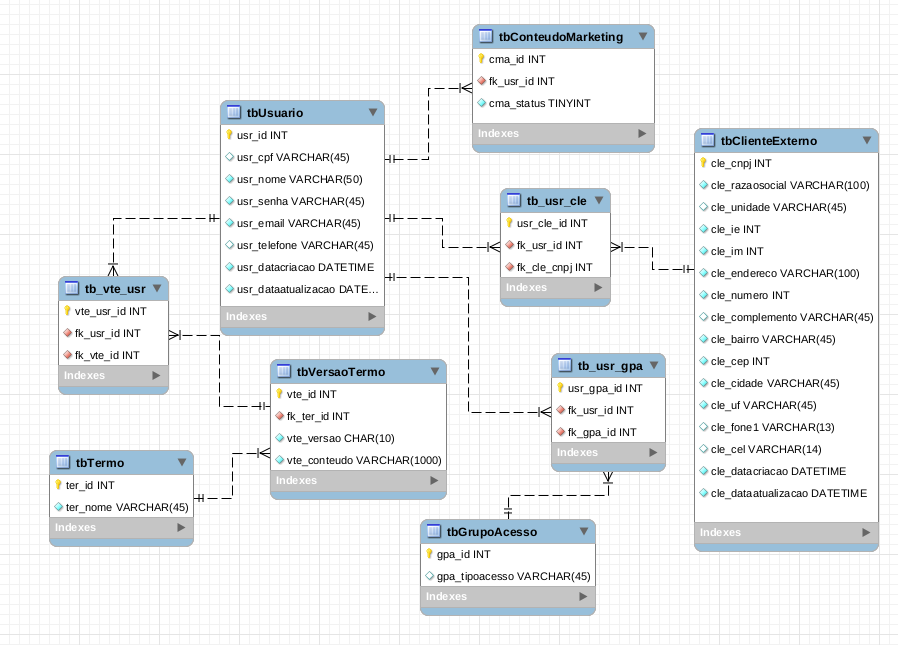 tbConteudoMarketing
cma_id INT
fk_usr_id INT
cma_status TINYINT
Indexes
tbUsuario
usr_id INT
usr_cpf VARCHAR(45)
usr_nome VARCHAR(50)
usr_senha VARCHAR(45)
usr_email VARCHAR(45)
usr_telefone VARCHAR(45)
usr_datacriacao DATETIME
usr_dataatualizacao DATE...
Indexes
tbClienteExterno
cle_cnpj INT
cle_razaosocial VARCHAR(100)
cle_unidade VARCHAR(45)
cle_ie INT
cle_im INT
cle_endereco VARCHAR(100)
cle_numero INT
cle_complemento VARCHAR(45)
cle_bairro VARCHAR(45)
cle_cep INT
cle_cidade VARCHAR(45)
cle_uf VARCHAR(45)
cle_fone1 VARCHAR(13)
cle_cel VARCHAR(14)
cle_datacriacao DATETIME
cle_dataatualizacao DATETIME
Indexes
tb_usr_cle
usr_cle_id INT
fk_usr_id INT
fk_cle_cnpj INT
Indexes
tb_vte_usr
vte_usr_id INT
fk_usr_id INT
fk_vte_id INT
Indexes
tbVersaoTermo
vte_id INT
fk_ter_id INT
vte_versao CHAR(10)
vte_conteudo VARCHAR(1000)
Indexes
tb_usr_gpa
usr_gpa_id INT
fk_usr_id INT
fk_gpa_id INT
Indexes
tbTermo
ter_id INT
ter_nome VARCHAR(45)
Indexes
tbGrupoAcesso
gpa_id INT
gpa_tipoacesso VARCHAR(45)
Indexes